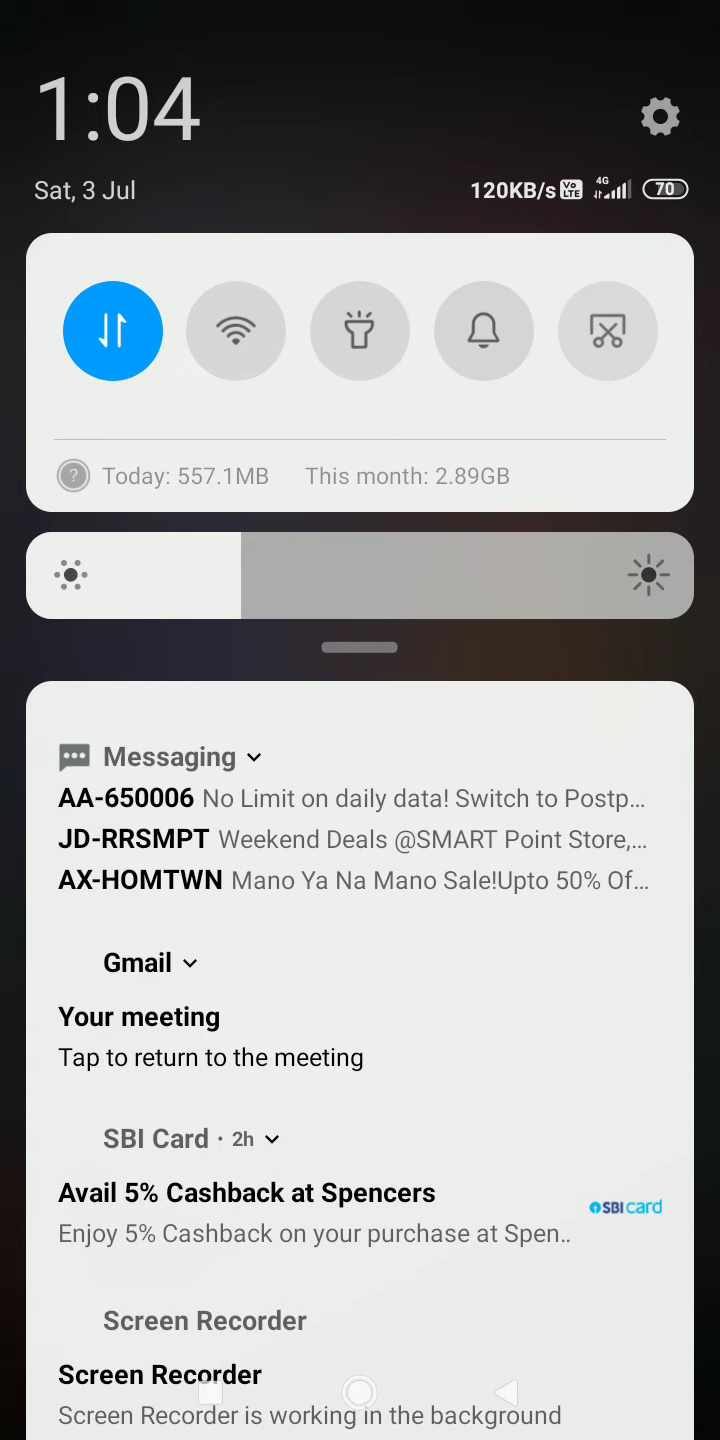 1:04
Sat, 3 Jul
120KB/s Vo LTE 4G 70
? Today: 557.1MB This month: 2.89GB
Messaging
AA-650006 No Limit on daily data! Switch to Postp...
JD-RRSMPT Weekend Deals @SMART Point Store,...
AX-HOMTWN Mano Ya Na Mano Sale!Upto 50% Of...
Gmail
Your meeting
Tap to return to the meeting
SBI Card · 2h
Avail 5% Cashback at Spencers
SBI card
Enjoy 5% Cashback on your purchase at Spen..
Screen Recorder
Screen Recorder
Screen Recorder is working in the background